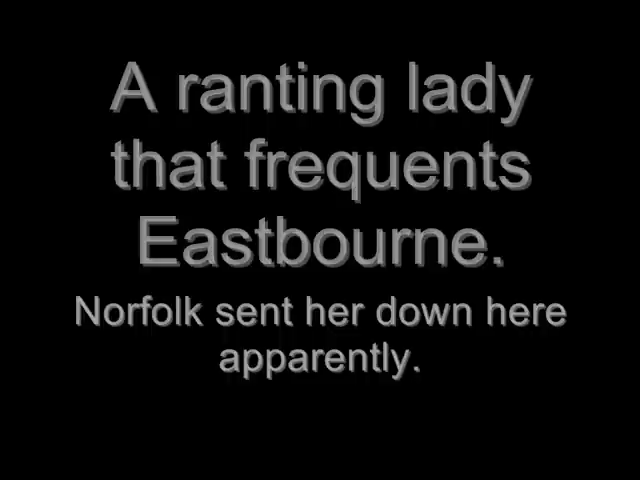 A ranting lady
that frequents
Eastbourne.
Norfolk sent her down here
apparently.